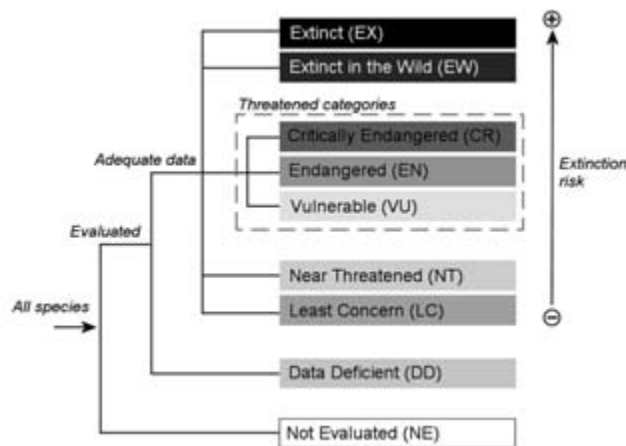 Extinct (EX)
Extinct in the Wild (EW)
Threatened categories
Critically Endangered (CR)
Adequate data
Endangered (EN)
Extinction
risk
Vulnerable (VU)
Evaluated
Near Threatened (NT)
All species
Least Concern (LC)
Data Deficient (DD)
Not Evaluated (NE)